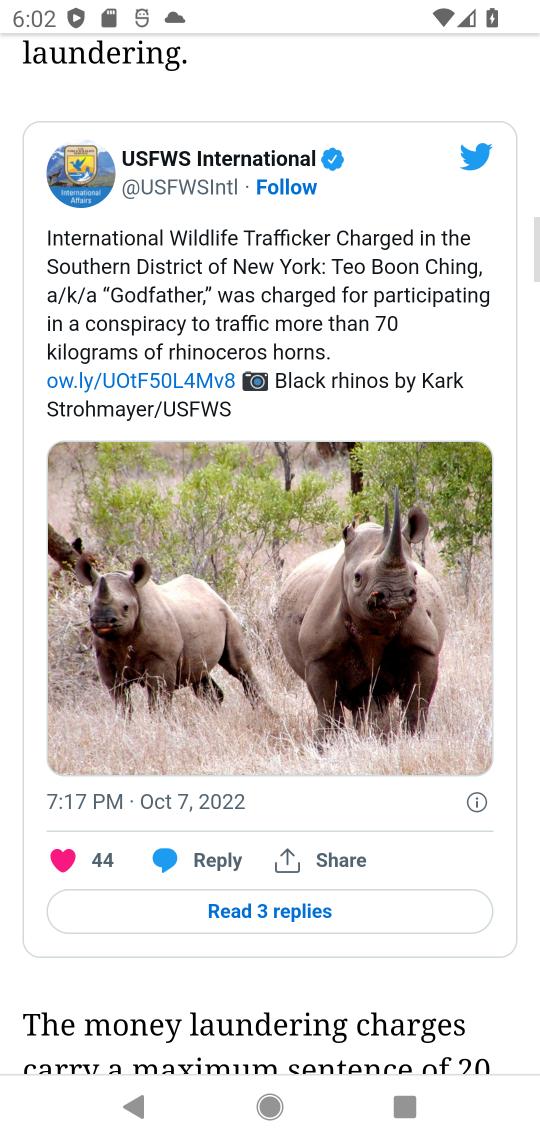 6:02
laundering.
USFWS International
@USFWSIntl · Follow
International Wildlife Trafficker Charged in the
Southern District of New York: Teo Boon Ching,
a/k/a “Godfather,” was charged for participating
in a conspiracy to traffic more than 70
kilograms of rhinoceros horns.
ow.ly/UOtF50L4Mv8 📷 Black rhinos by Kark
Strohmayer/USFWS
7:17 PM · Oct 7, 2022
44 Reply Share
Read 3 replies
The money laundering charges
carry a maximum sentence of 20